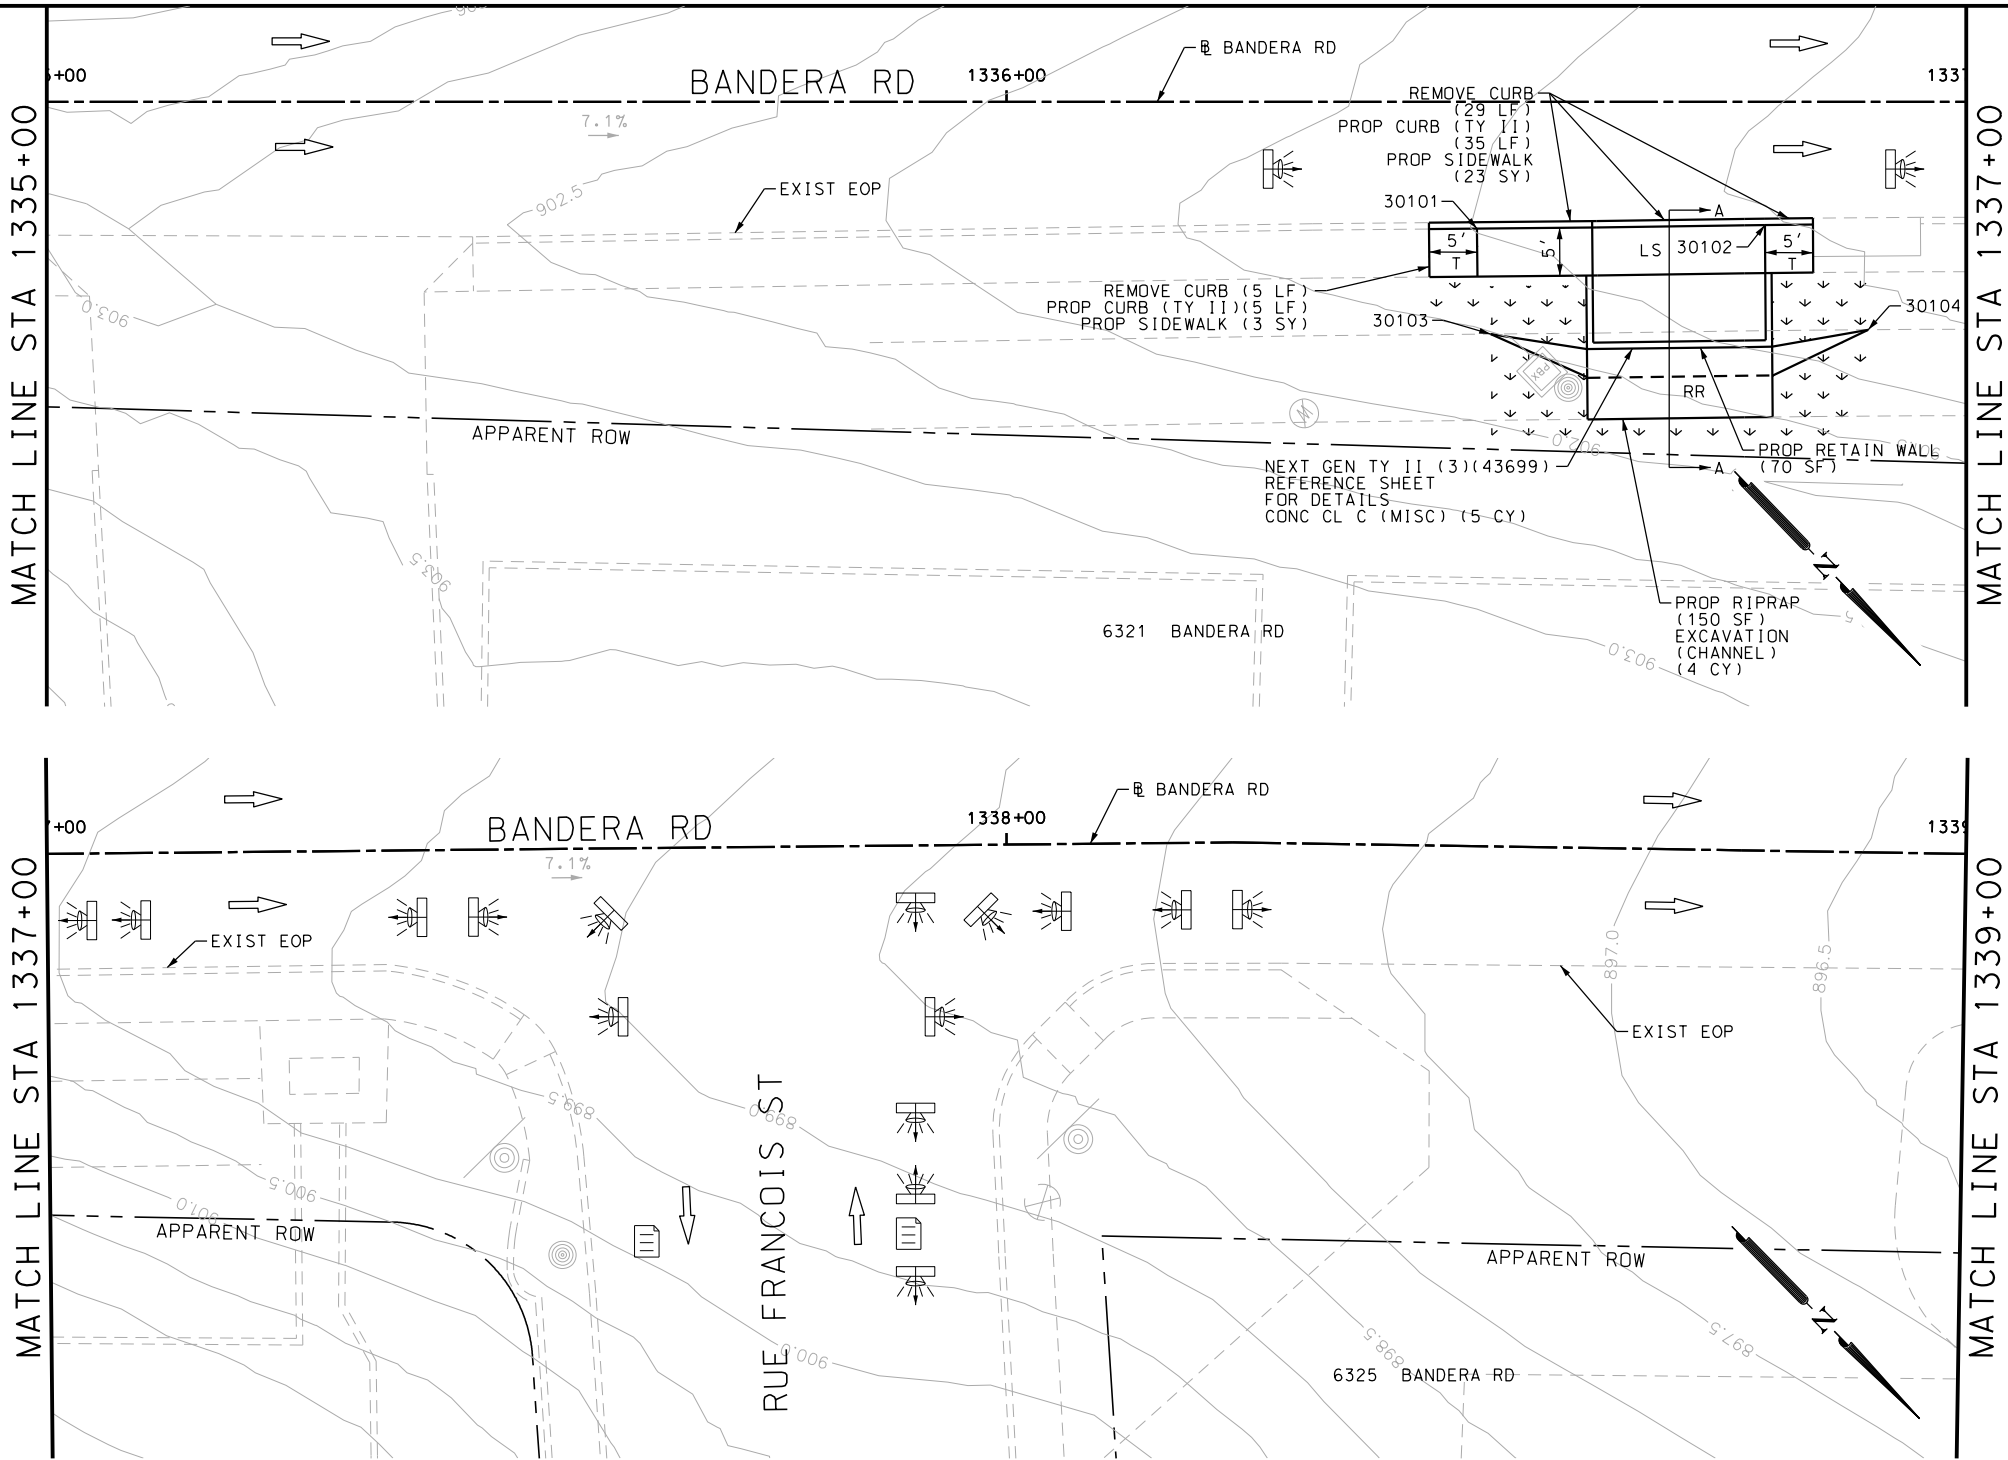 MATCH LINE STA 1335+00
+00
BANDERA RD
1336+00
℄ BANDERA RD
133
MATCH LINE STA 1337+00
7.1%
902.5
EXIST EOP
REMOVE CURB
(29 LF)
PROP CURB (TY II)
(35 LF)
PROP SIDEWALK
(23 SY)
30101
A
5'
T
5'
LS
30102
5'
T
REMOVE CURB (5 LF)
PROP CURB (TY II)(5 LF)
PROP SIDEWALK (3 SY)
30103
30104
903.0
PBX
RR
W
APPARENT ROW
902.0
NEXT GEN TY II (3)(43699)
REFERENCE SHEET
FOR DETAILS
CONC CL C (MISC) (5 CY)
PROP RETAIN WALL
(70 SF)
A
903.5
N
PROP RIPRAP
(150 SF)
EXCAVATION
(CHANNEL)
(4 CY)
6321 BANDERA RD
903.0
MATCH LINE STA 1337+00
+00
BANDERA RD
1338+00
℄ BANDERA RD
1339
MATCH LINE STA 1339+00
7.1%
EXIST EOP
897.0
896.5
EXIST EOP
899.5
899.0
RUE FRANCOIS ST
900.5
901.0
APPARENT ROW
APPARENT ROW
N
900.0
898.5
897.5
6325 BANDERA RD